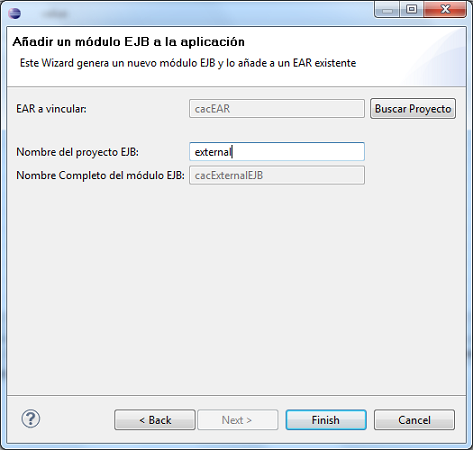 Añadir un módulo EJB a la aplicación
Este Wizard genera un nuevo módulo EJB y lo añade a un EAR existente
EAR a vincular: cacEAR Buscar Proyecto
Nombre del proyecto EJB: external
Nombre Completo del módulo EJB: cacExternalEJB
< Back Next > Finish Cancel